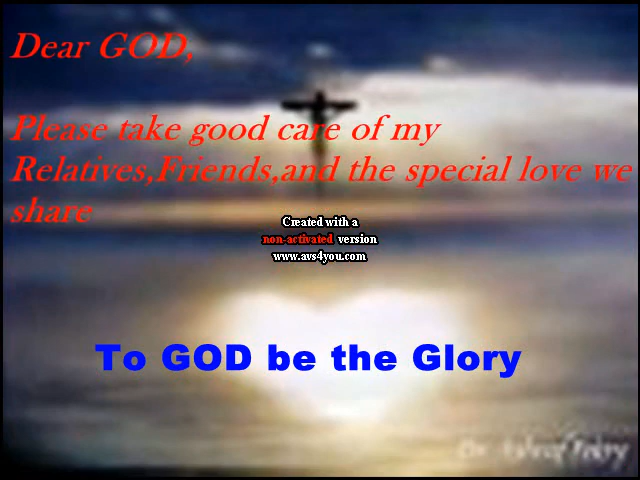 Dear GOD,
Please take good care of my
Relatives,Friends,and the special love we
share
Created with a
non-activated version
www.avs4you.com
To GOD be the Glory